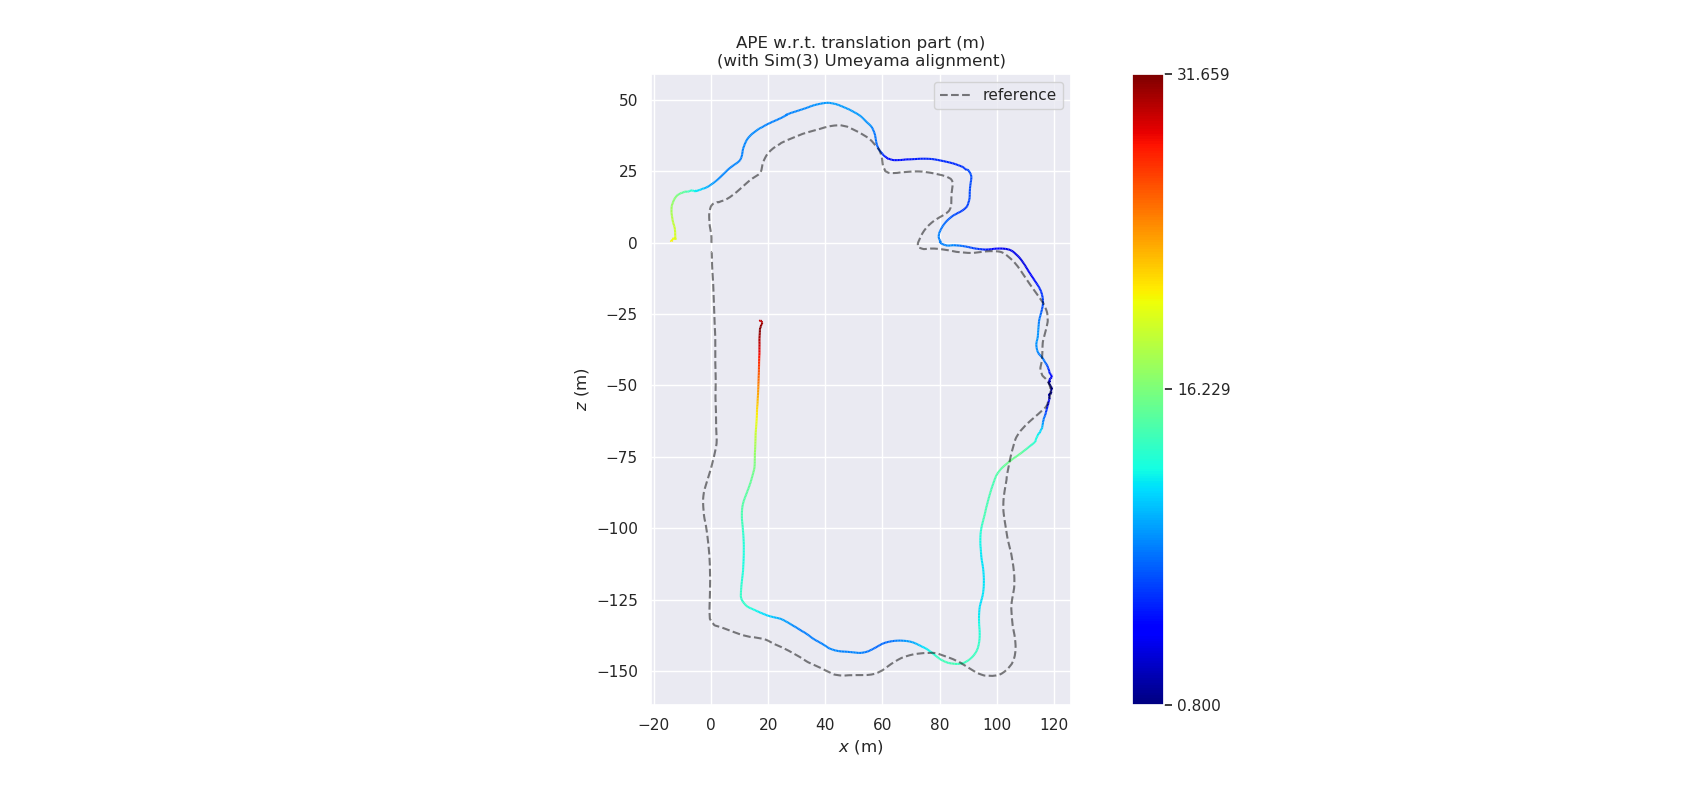 APE w.r.t. translation part (m)
(with Sim(3) Umeyama alignment)
reference
50
25
0
−25
−50
−75
−100
−125
−150
z (m)
−20 0 20 40 60 80 100 120
x (m)
31.659
16.229
0.800